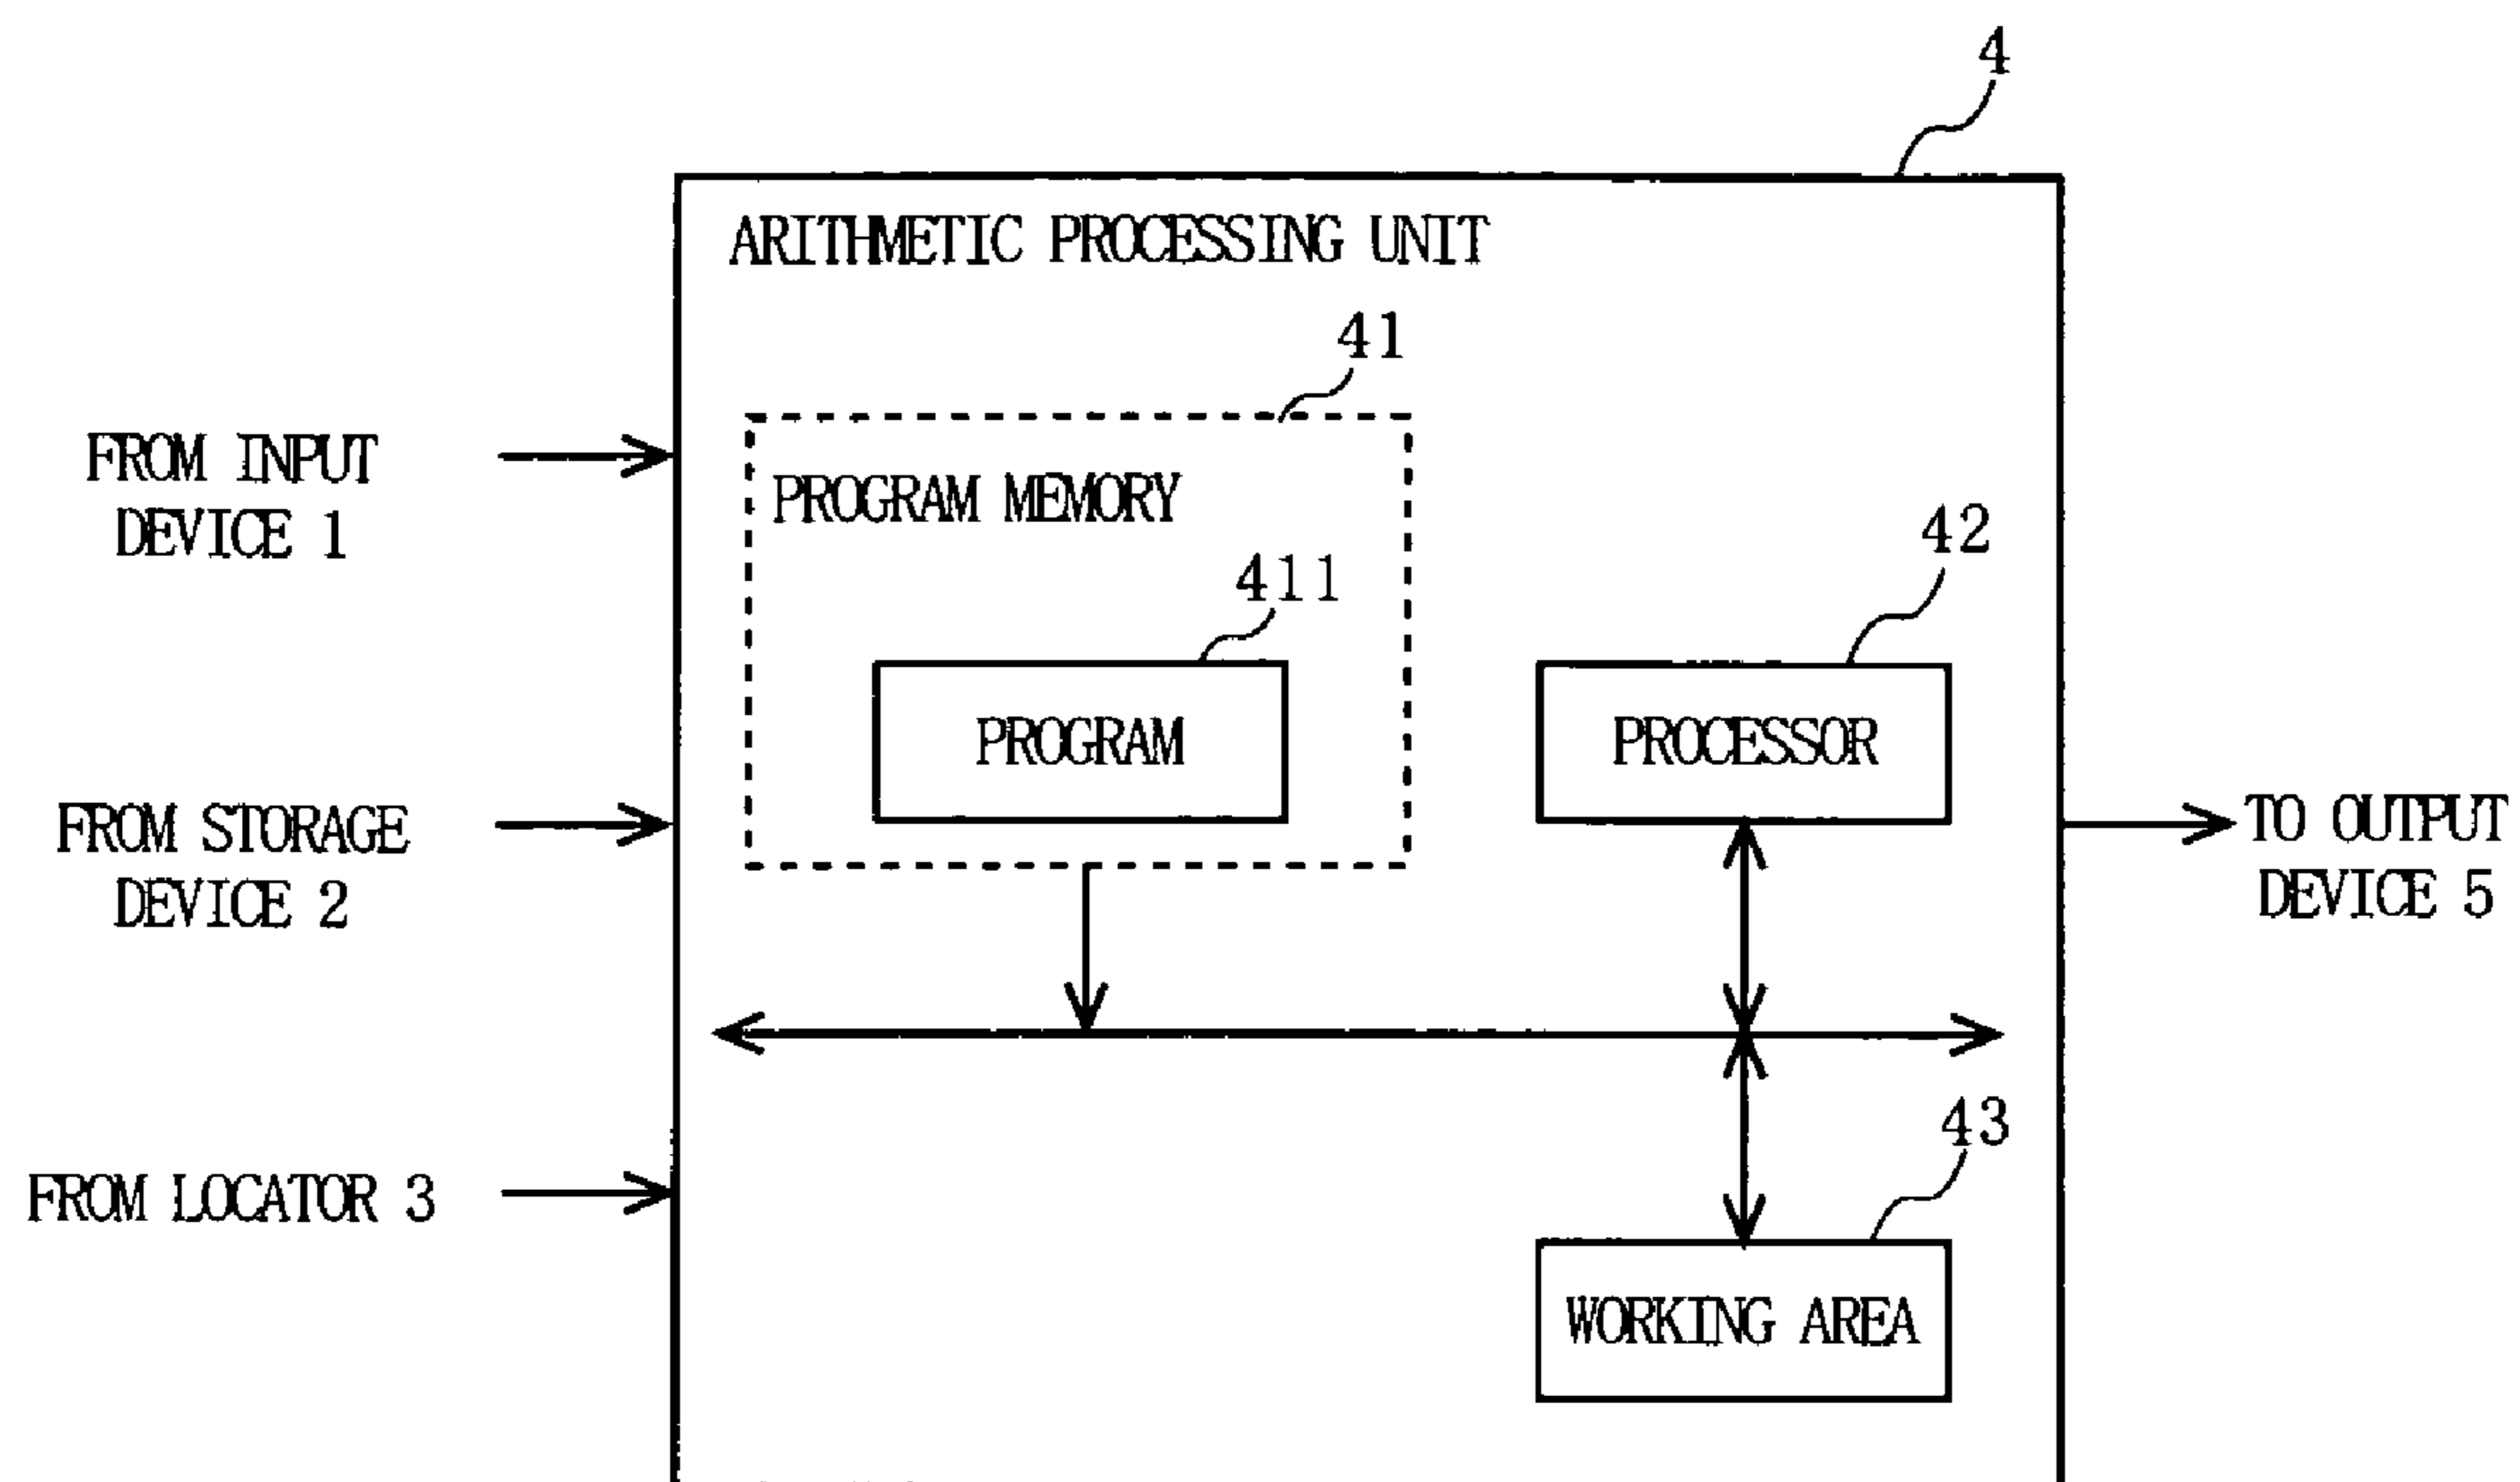 4
ARITHMETIC PROCESSING UNIT
41
FROM INPUT
DEVICE 1
PROGRAM MEMORY
42
411
PROGRAM
PROCESSOR
FROM STORAGE
DEVICE 2
TO OUTPUT
DEVICE 5
43
FROM LOCATOR 3
WORKING AREA